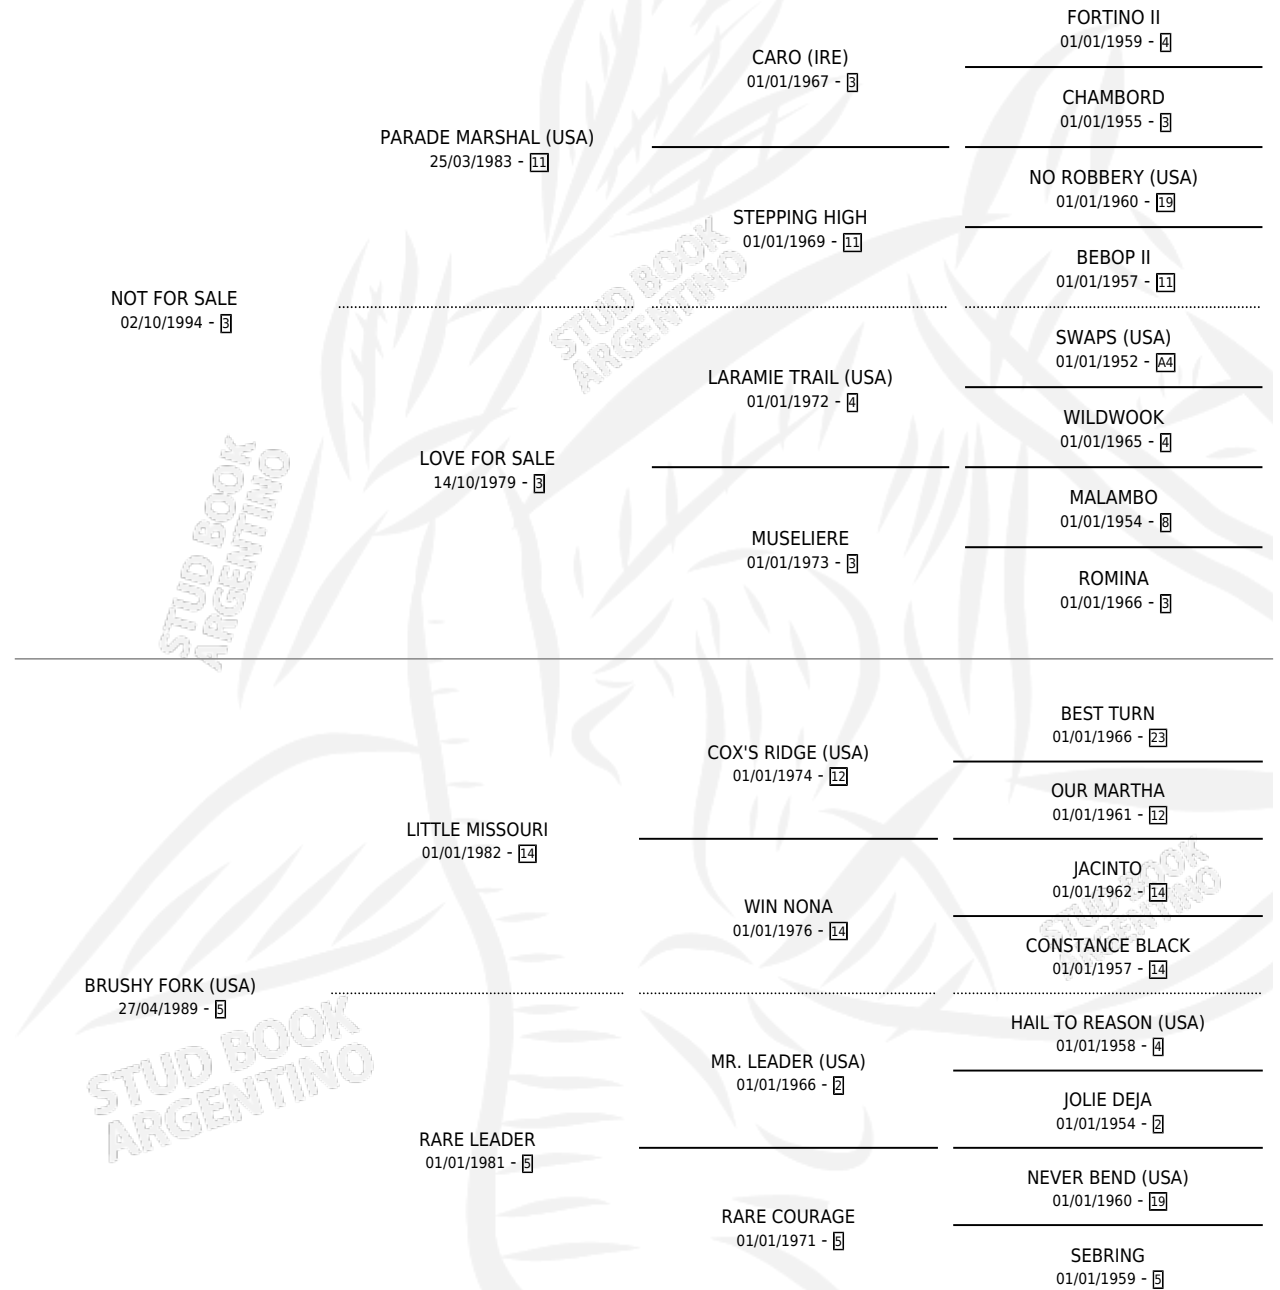 FORTINO II
01/01/1959 - 4
CARO (IRE)
01/01/1967 - 3
CHAMBORD
01/01/1955 - 3
PARADE MARSHAL (USA)
25/03/1983 - 11
NO ROBBERY (USA)
01/01/1960 - 19
STEPPING HIGH
01/01/1969 - 11
BEBOP II
01/01/1957 - 11
NOT FOR SALE
02/10/1994 - 3
SWAPS (USA)
01/01/1952 - A4
LARAMIE TRAIL (USA)
01/01/1972 - 4
WILDWOOK
01/01/1965 - 4
LOVE FOR SALE
14/10/1979 - 3
MALAMBO
01/01/1954 - 8
MUSELIERE
01/01/1973 - 3
ROMINA
01/01/1966 - 3
STUD BOOK
ARGENTINO
STUD BOOK
ARGENTINO
BEST TURN
01/01/1966 - 23
COX'S RIDGE (USA)
01/01/1974 - 12
OUR MARTHA
01/01/1961 - 12
LITTLE MISSOURI
01/01/1982 - 14
JACINTO
01/01/1962 - 14
WIN NONA
01/01/1976 - 14
CONSTANCE BLACK
01/01/1957 - 14
BRUSHY FORK (USA)
27/04/1989 - 5
HAIL TO REASON (USA)
01/01/1958 - 4
MR. LEADER (USA)
01/01/1966 - 2
JOLIE DEJA
01/01/1954 - 2
RARE LEADER
01/01/1981 - 5
NEVER BEND (USA)
01/01/1960 - 19
RARE COURAGE
01/01/1971 - 5
SEBRING
01/01/1959 - 5
STUD BOOK
ARGENTINO
STUD BOOK
ARGENTINO